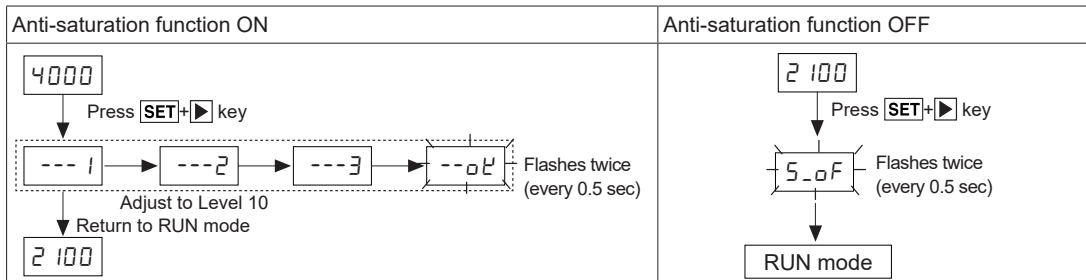 Anti-saturation function ON
4000
Press SET+▶ key
---1
---2
---3
--oK
Flashes twice
(every 0.5 sec)
Adjust to Level 10
Return to RUN mode
2100
Anti-saturation function OFF
2100
Press SET+▶ key
S_oF
Flashes twice
(every 0.5 sec)
RUN mode